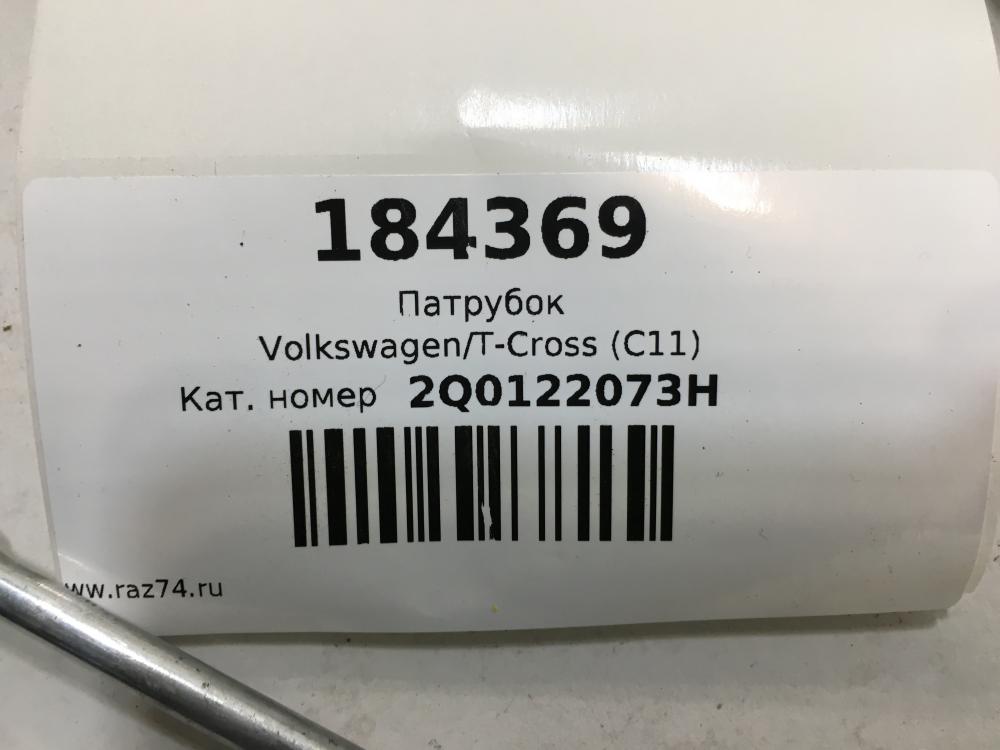 184369
Патрубок
Volkswagen/T-Cross (C11)
Кат. номер 2Q0122073H
ww.raz74.ru